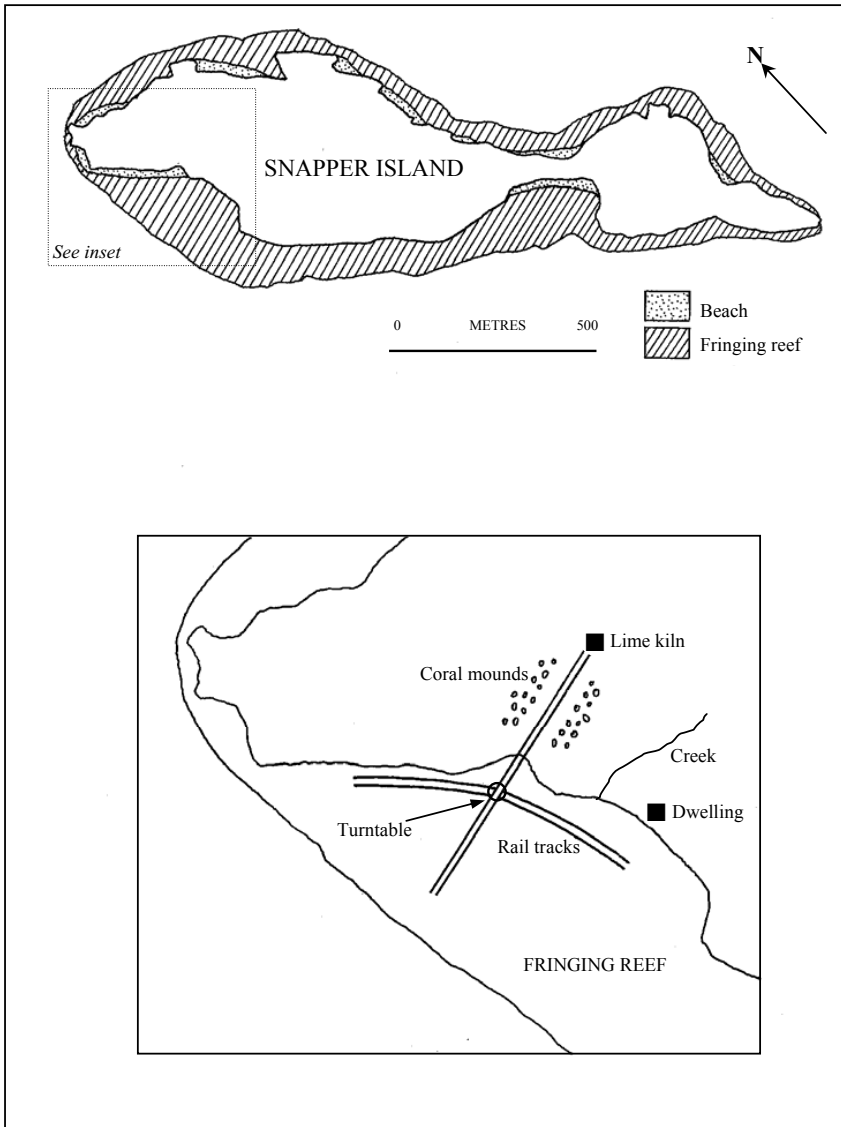 N
SNAPPER ISLAND
See inset
0 METRES 500
Beach
Fringing reef
Lime kiln
Coral mounds
Creek
Dwelling
Turntable
Rail tracks
FRINGING REEF